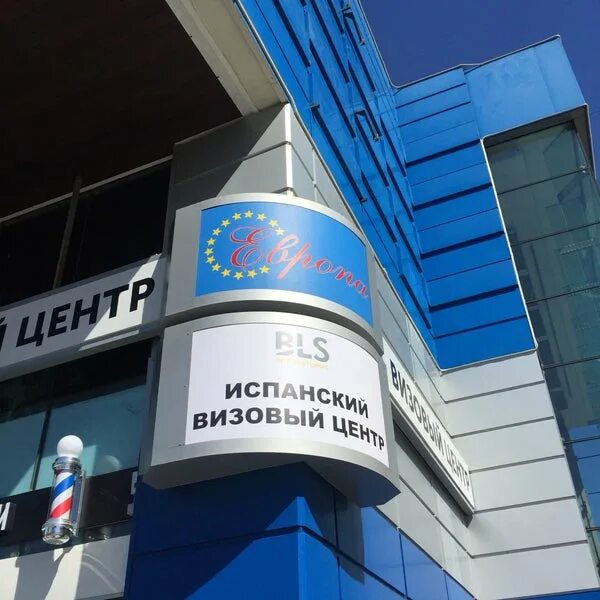 Европа
BLS
ИСПАНСКИЙ
ВИЗОВЫЙ ЦЕНТР
Й ЦЕНТР
ВИЗОВЫЙ ЦЕНТР